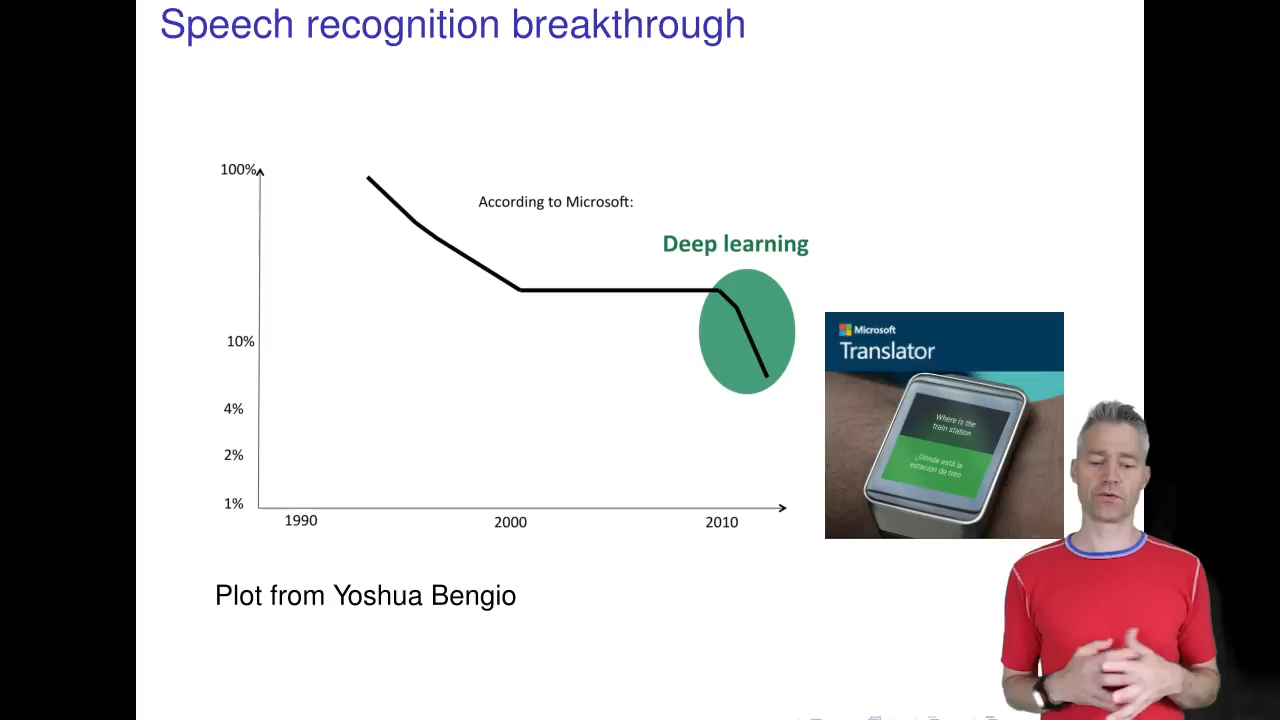 Speech recognition breakthrough
100%
According to Microsoft:
Deep learning
10%
4%
2%
1%
1990
2000
2010
Microsoft
Translator
Where is the
train station
¿Dónde está la
estación de tren
Plot from Yoshua Bengio